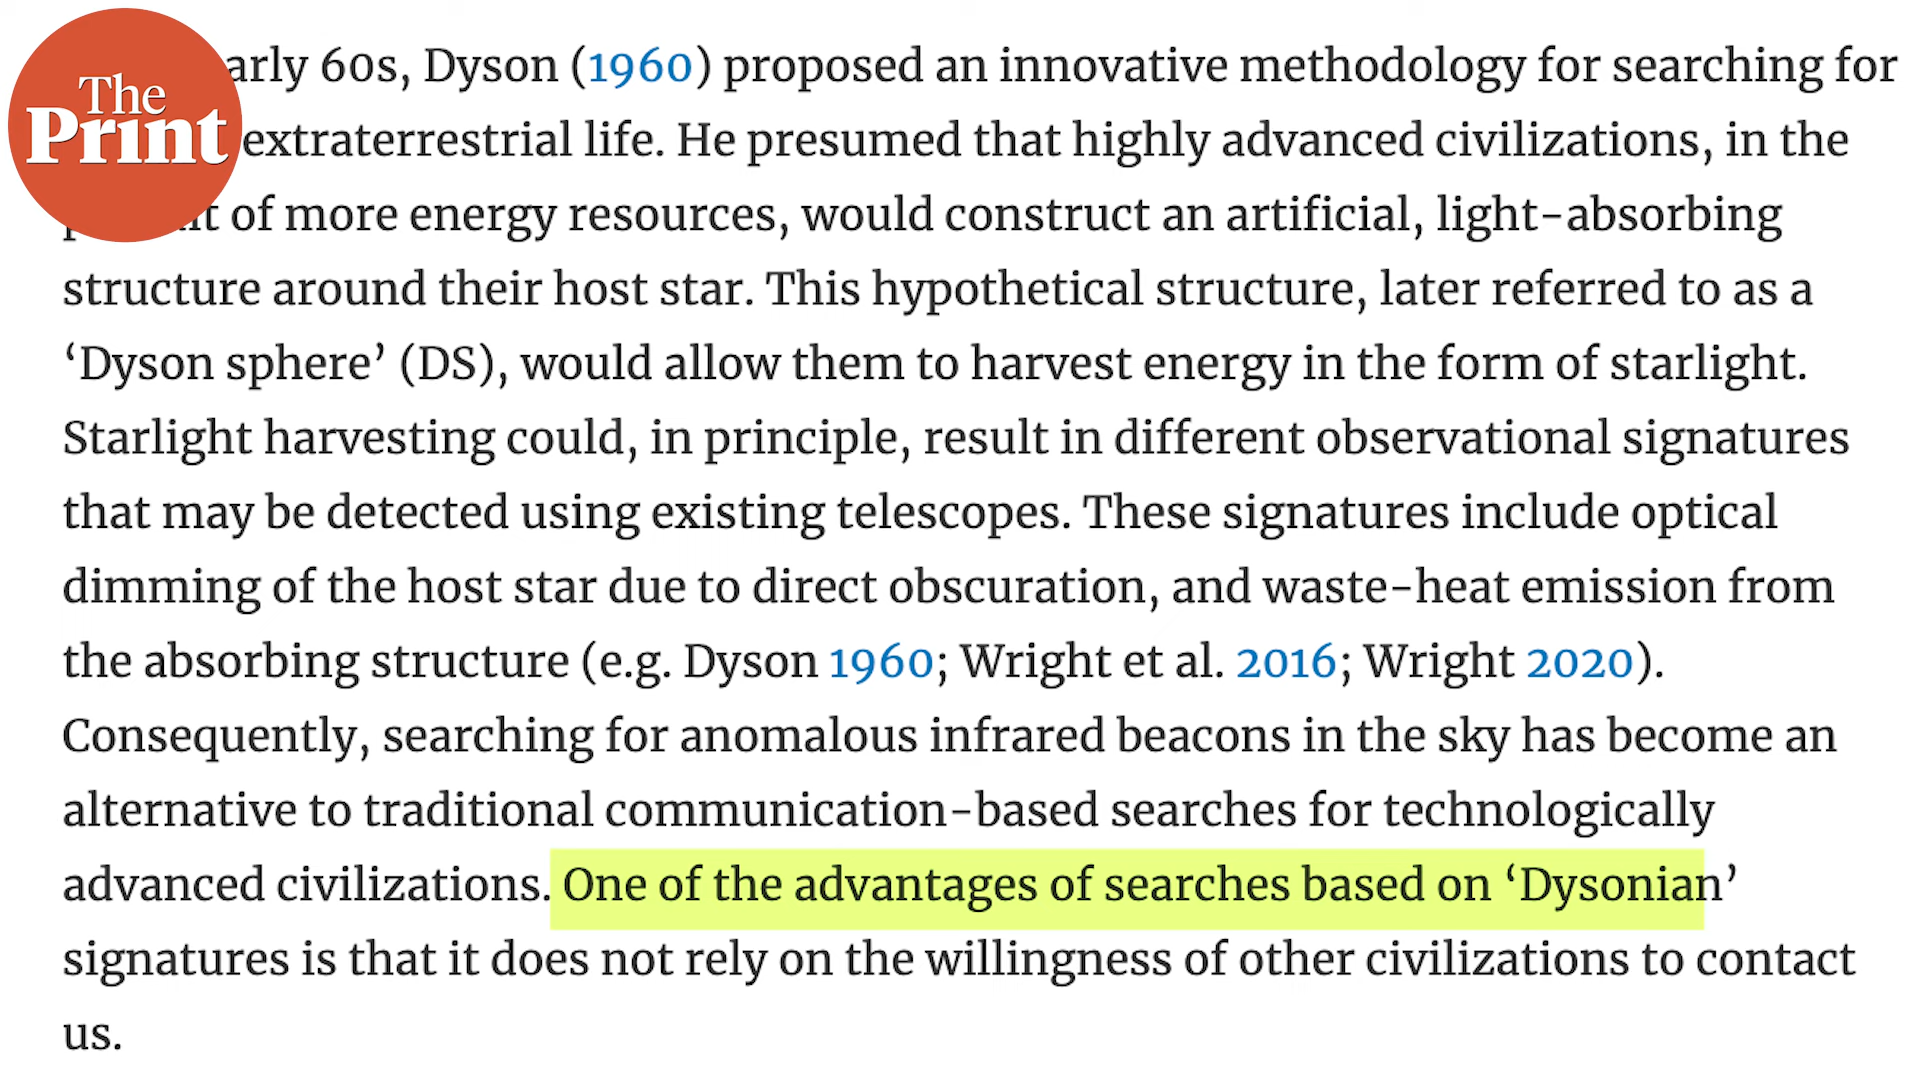 The
Print
arly 60s, Dyson (1960) proposed an innovative methodology for searching for
extraterrestrial life. He presumed that highly advanced civilizations, in the
of more energy resources, would construct an artificial, light-absorbing
structure around their host star. This hypothetical structure, later referred to as a
‘Dyson sphere’ (DS), would allow them to harvest energy in the form of starlight.
Starlight harvesting could, in principle, result in different observational signatures
that may be detected using existing telescopes. These signatures include optical
dimming of the host star due to direct obscuration, and waste-heat emission from
the absorbing structure (e.g. Dyson 1960; Wright et al. 2016; Wright 2020).
Consequently, searching for anomalous infrared beacons in the sky has become an
alternative to traditional communication-based searches for technologically
advanced civilizations. One of the advantages of searches based on ‘Dysonian’
signatures is that it does not rely on the willingness of other civilizations to contact
us.